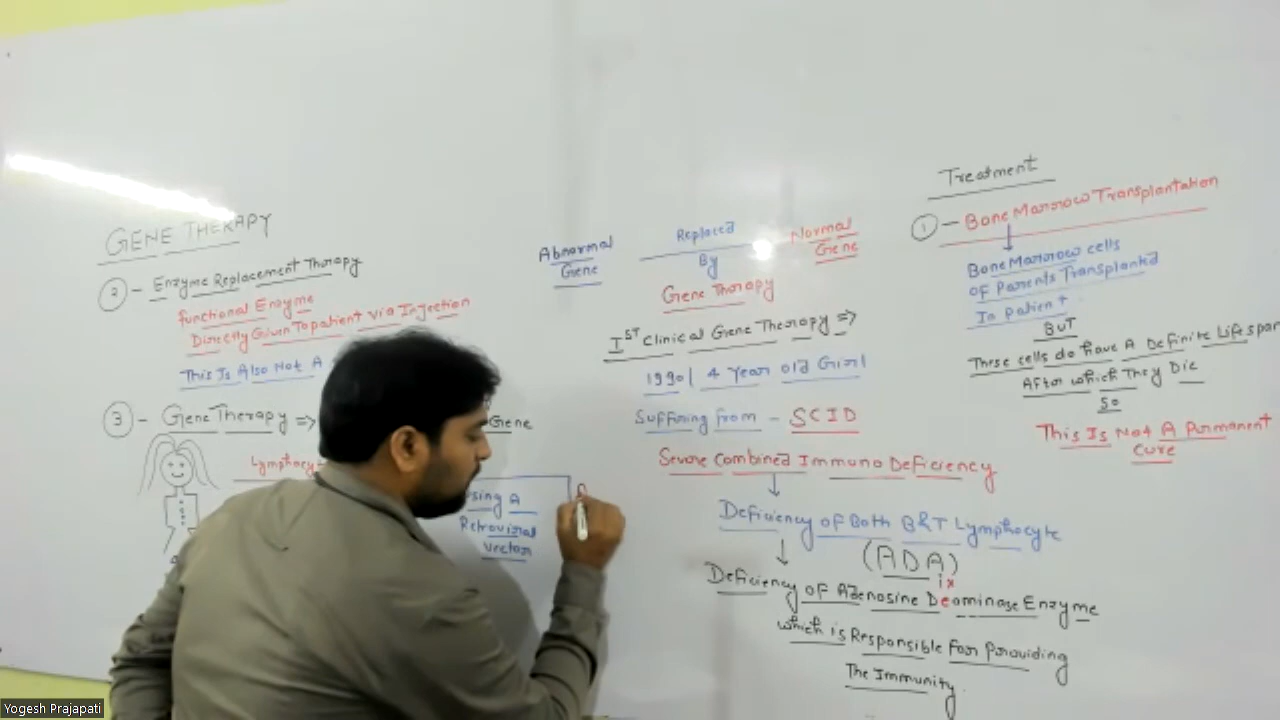 GENE THERAPY
2 - Enzyme Replacement Therapy
functional Enzyme
Directly Given To patient via Injection
This Is Also Not A
3 - Gene Therapy =>
Gene
Using A
Retroviral
Vector
Abnormal
Gene
Replaced
By
Normal
Gene
Gene Therapy
1ST Clinical Gene Therapy =>
1990 | 4 Year old Girl
Suffering from - SCID
Severe Combined Immuno Deficiency
Deficiency of Both B & T Lymphocyte
(ADA)
Deficiency of Adenosine Deaminase Enzyme
which is Responsible For Providing
The Immunity
Treatment
1 - Bone Marrow Transplantation
Bone Marrow cells
of Parents Transplanted
In patient
But
These cells do have A Definite Lifespan
After which They Die
So
This Is Not A Permanent
Cure
Yogesh Prajapati